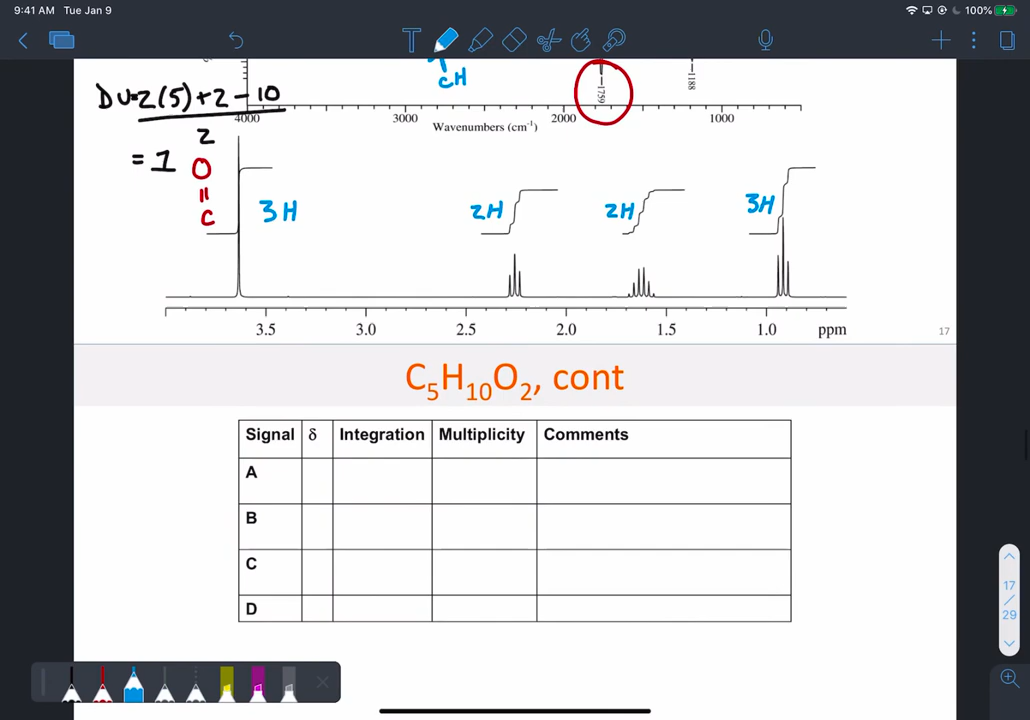 9:41 AM Tue Jan 9
100%
T
CH
1759
1188
DU=2(5)+2-10
2
= 1
O
=
C
4000 3000 2000 1000
Wavenumbers (cm-1)
3H 2H 2H 3H
3.5 3.0 2.5 2.0 1.5 1.0 ppm
17
C5H10O2, cont
Signal δ Integration Multiplicity Comments
A
B
C
D
17
/
29